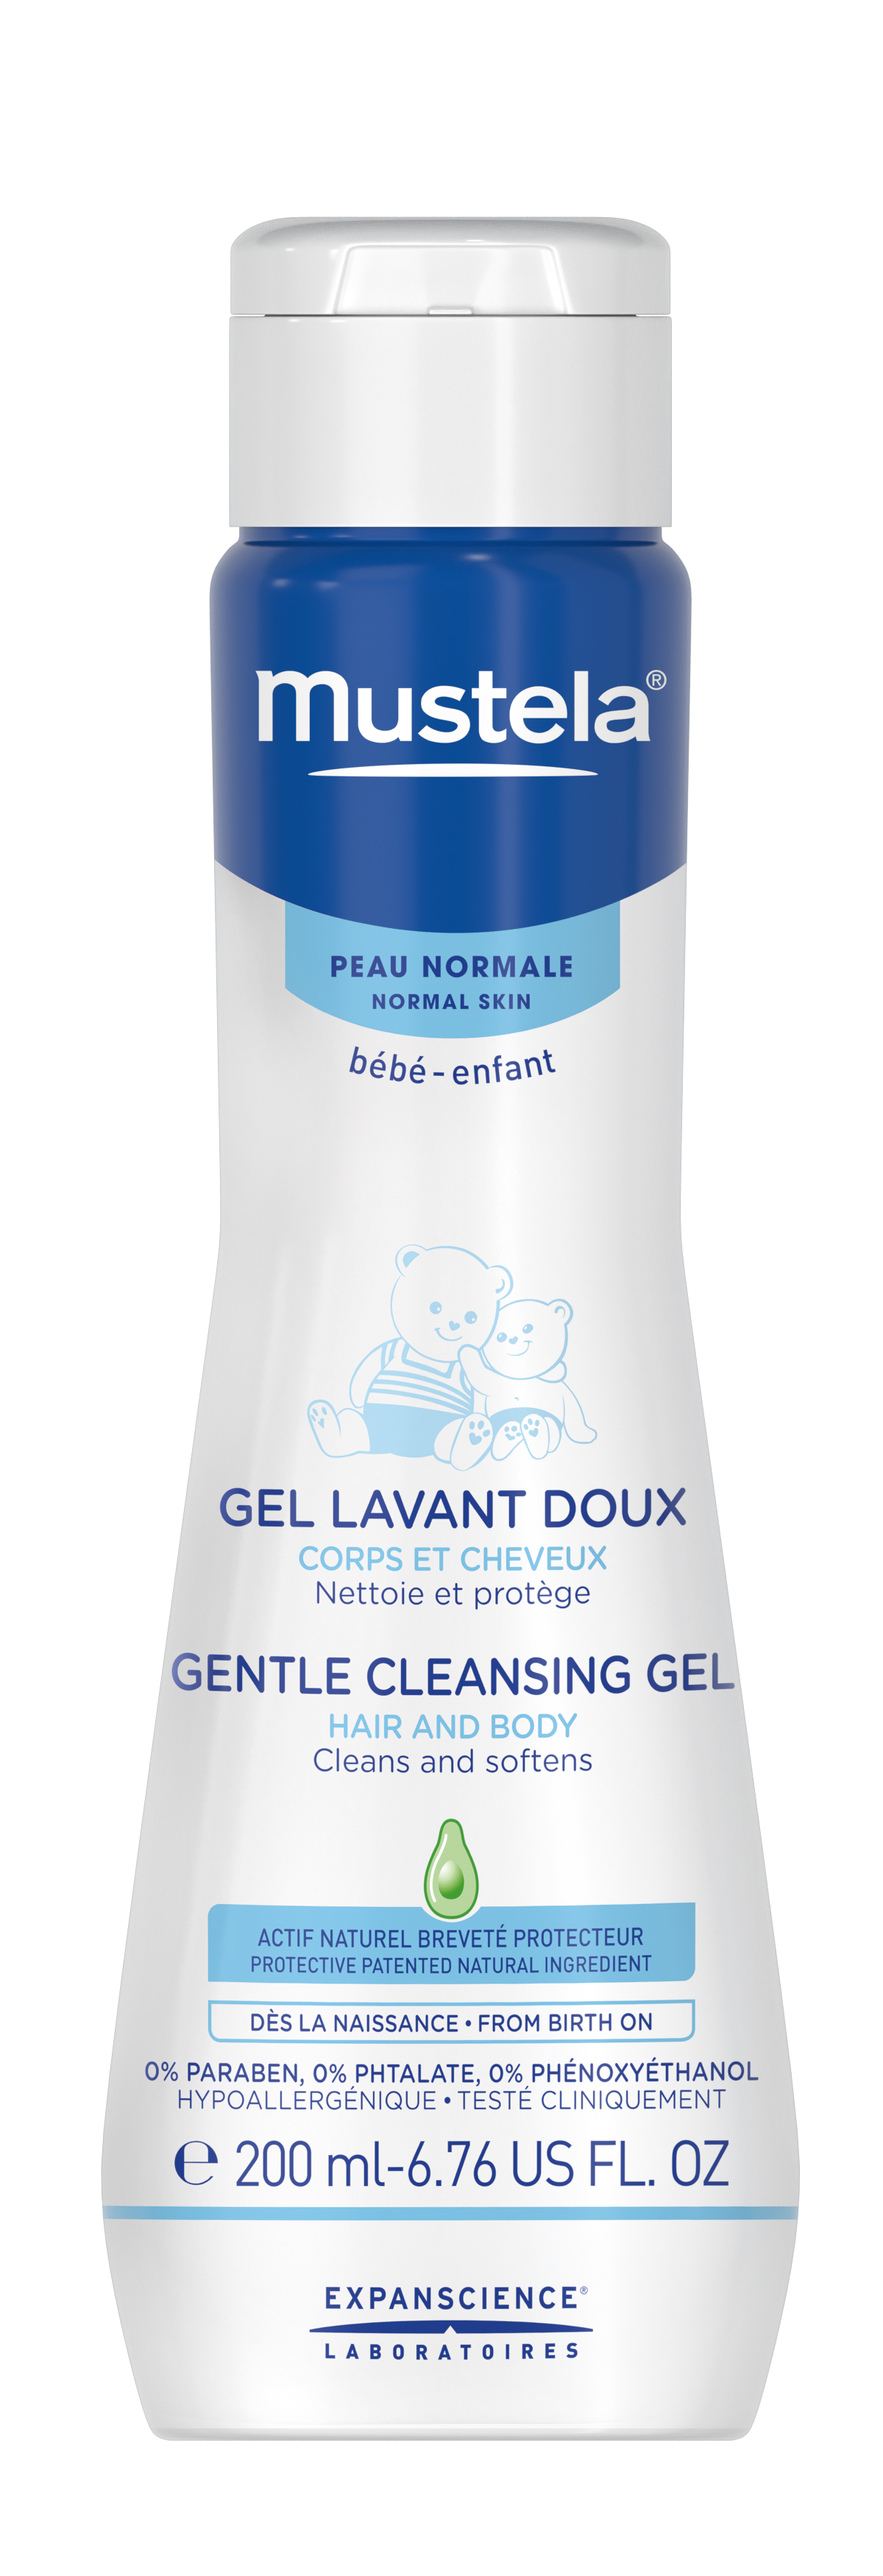 mustela®
PEAU NORMALE
NORMAL SKIN
bébé-enfant
GEL LAVANT DOUX
CORPS ET CHEVEUX
Nettoie et protège
GENTLE CLEANSING GEL
HAIR AND BODY
Cleans and softens
ACTIF NATUREL BREVETÉ PROTECTEUR
PROTECTIVE PATENTED NATURAL INGREDIENT
DÈS LA NAISSANCE • FROM BIRTH ON
0% PARABEN, 0% PHTALATE, 0% PHÉNOXYÉTHANOL
HYPOALLERGÉNIQUE • TESTÉ CLINIQUEMENT
℮ 200 ml-6.76 US FL. OZ
EXPANSCIENCE®
LABORATOIRES